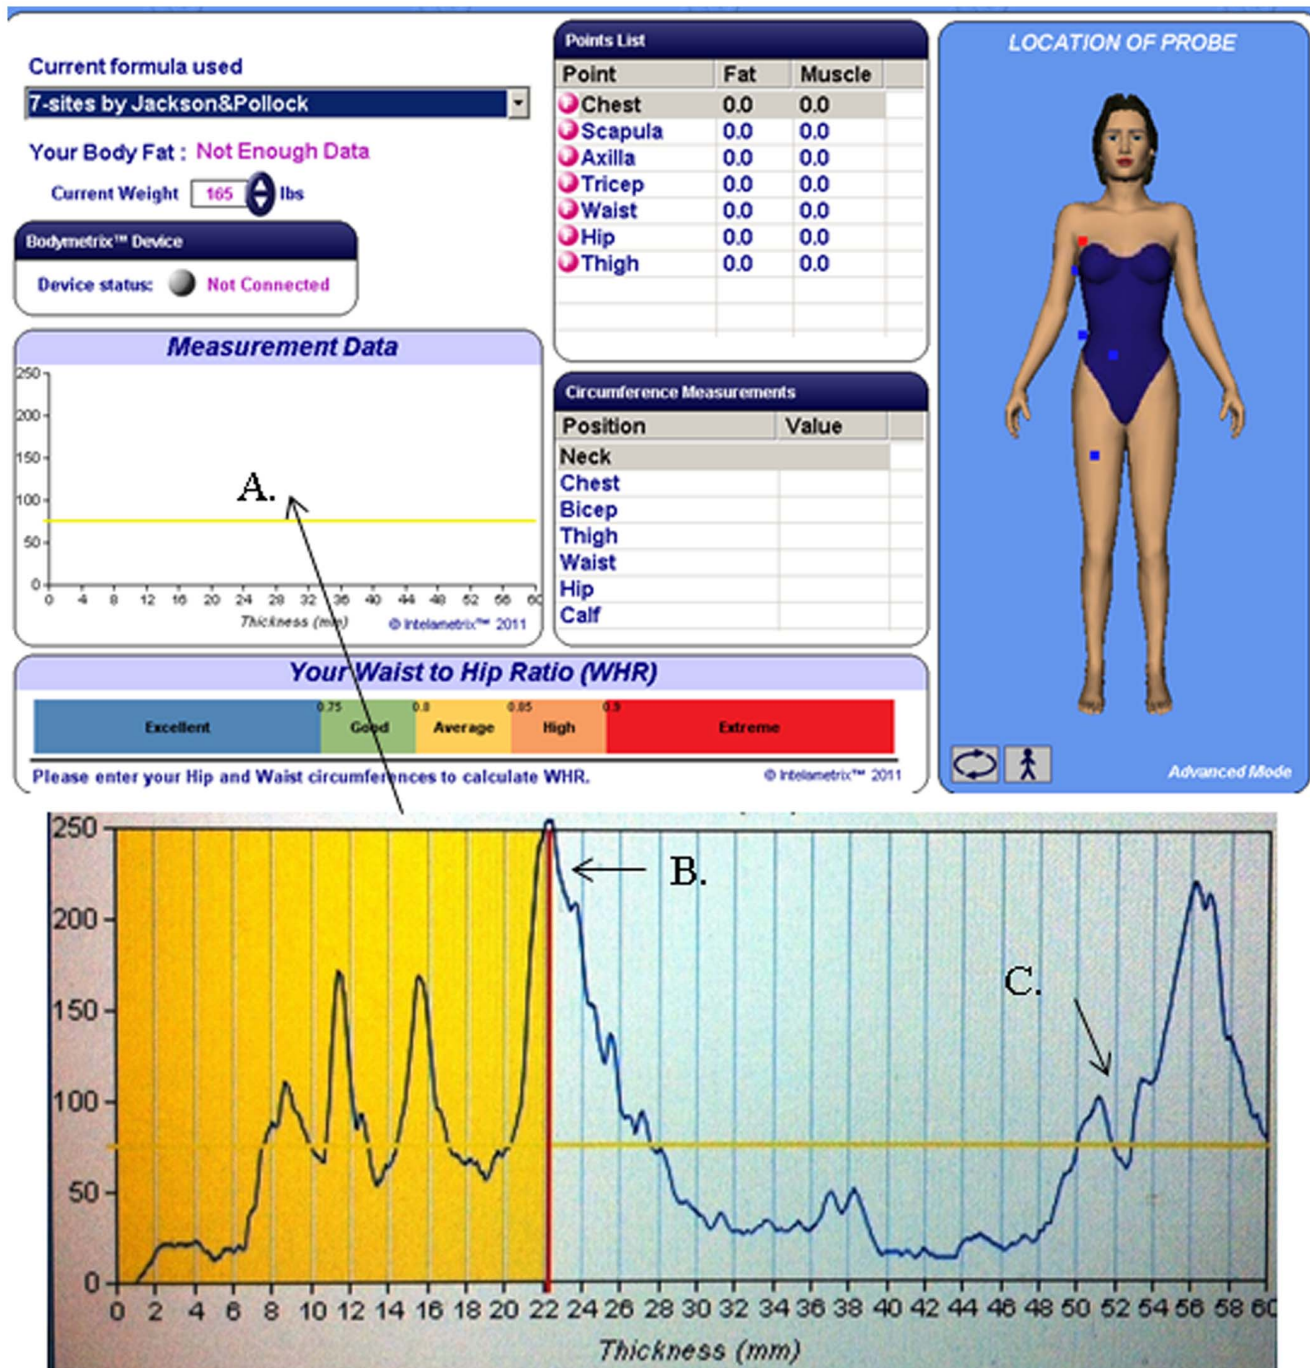 Current formula used
7-sites by Jackson&Pollock
Your Body Fat : Not Enough Data
Current Weight 165 lbs
Bodymetrix™ Device
Device status: Not Connected
Points List
Point Fat Muscle
Chest 0.0 0.0
Scapula 0.0 0.0
Axilla 0.0 0.0
Tricep 0.0 0.0
Waist 0.0 0.0
Hip 0.0 0.0
Thigh 0.0 0.0
LOCATION OF PROBE
Measurement Data
250
200
150
100
50
0
A.
0 4 8 12 16 20 24 28 32 36 40 44 48 52 56 60
Thickness (mm) © Intelametrix™ 2011
Circumference Measurements
Position Value
Neck
Chest
Bicep
Thigh
Waist
Hip
Calf
Your Waist to Hip Ratio (WHR)
0.75 0.8 0.85 0.9
Excellent Good Average High Extreme
Please enter your Hip and Waist circumferences to calculate WHR. © Intelametrix™ 2011
Advanced Mode
250
200
150
100
50
0
B.
C.
0 2 4 6 8 10 12 14 16 18 20 22 24 26 28 30 32 34 36 38 40 42 44 46 48 50 52 54 56 58 60
Thickness (mm)